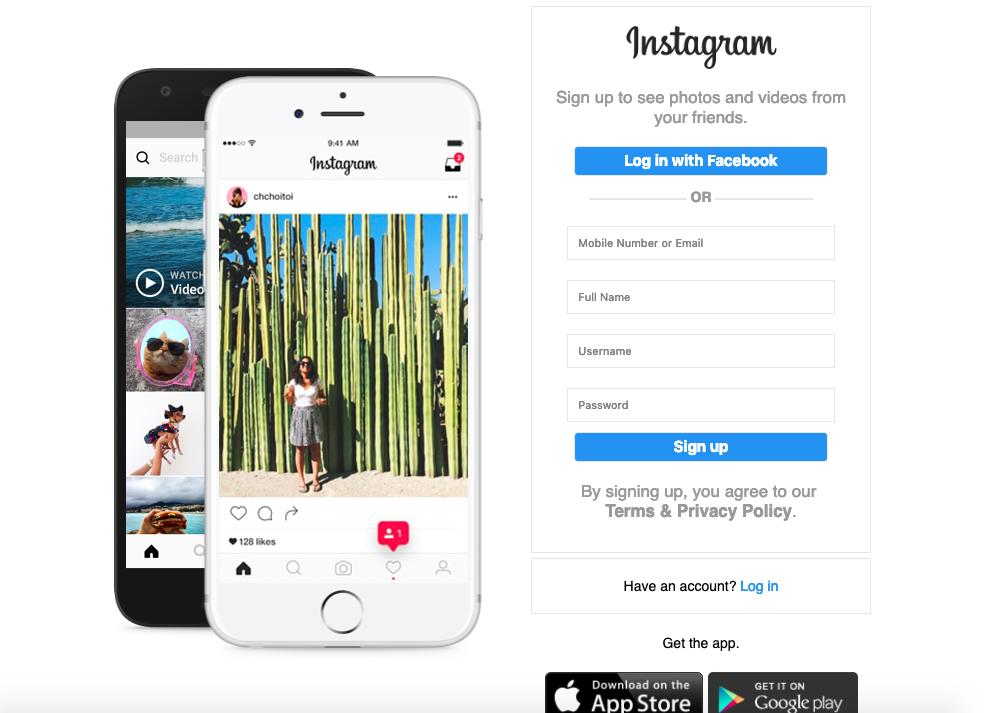 Search
WATCH
Video
9:41 AM
Instagram
2
chchoitoi
128 likes
1
Instagram
Sign up to see photos and videos from
your friends.
Log in with Facebook
OR
Mobile Number or Email
Full Name
Username
Password
Sign up
By signing up, you agree to our
Terms & Privacy Policy.
Have an account? Log in
Get the app.
Download on the
App Store
GET IT ON
Google play